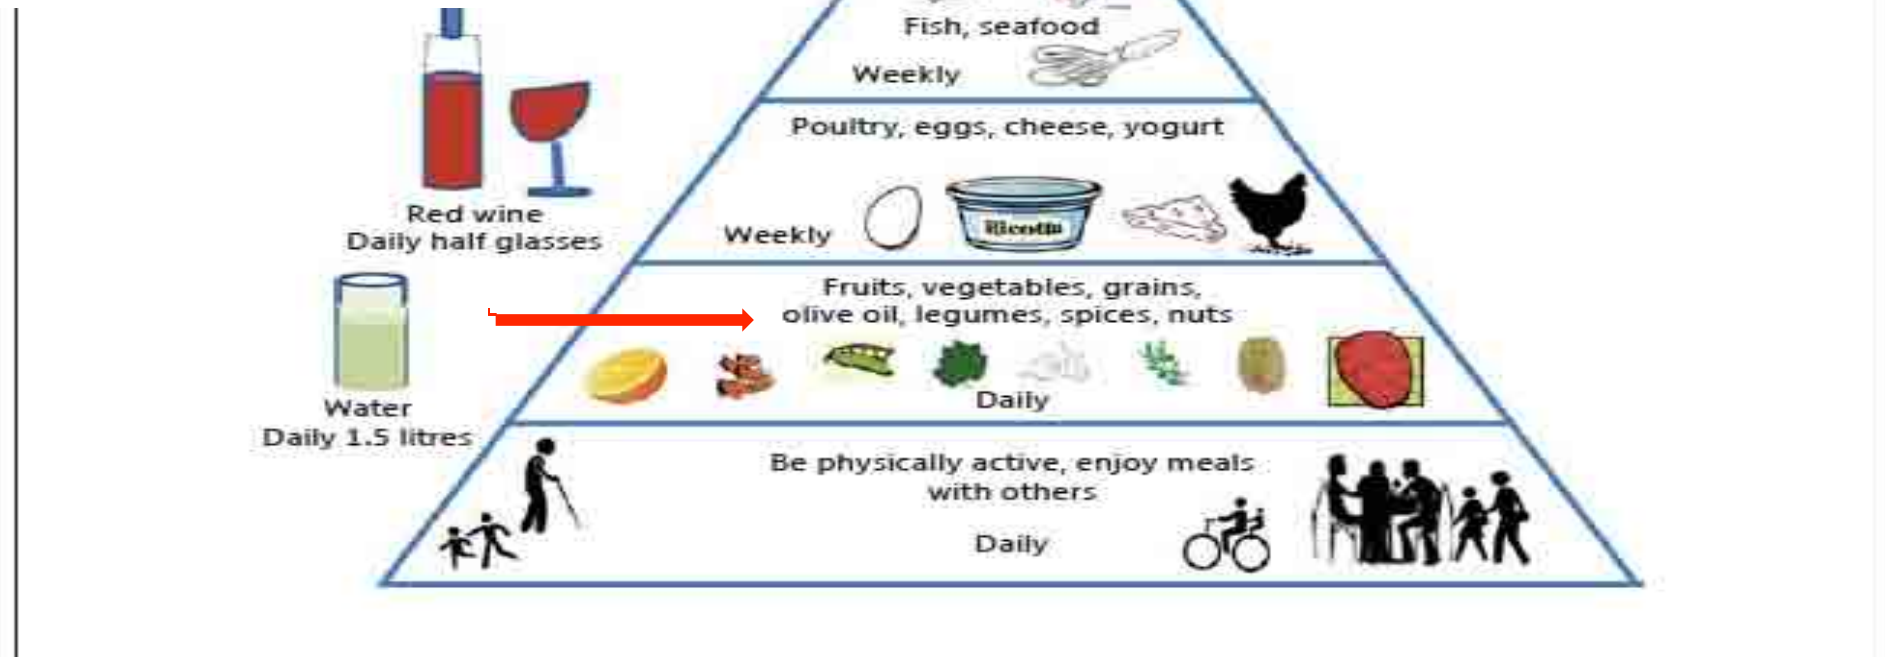 Fish, seafood
Weekly
Poultry, eggs, cheese, yogurt
Weekly
Ricotta
Red wine
Daily half glasses
Fruits, vegetables, grains,
olive oil, legumes, spices, nuts
Daily
Water
Daily 1.5 litres
Be physically active, enjoy meals
with others
Daily